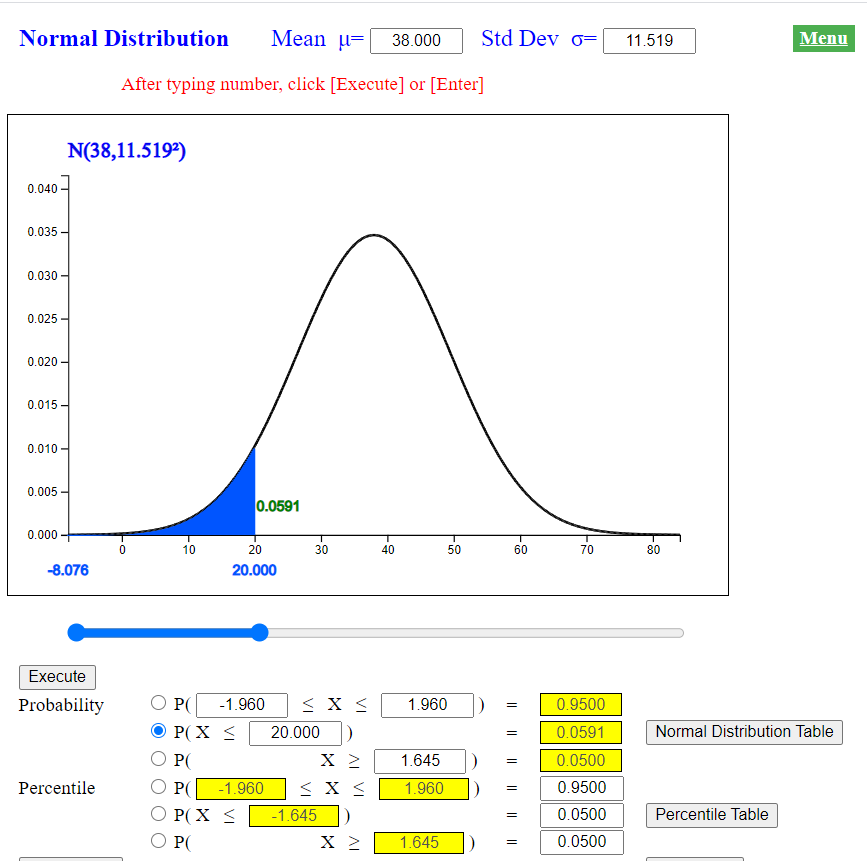 Normal Distribution Mean μ= 38.000 Std Dev σ= 11.519 Menu
After typing number, click [Execute] or [Enter]
N(38,11.519²)
0.040
0.035
0.030
0.025
0.020
0.015
0.010
0.005
0.0591
0.000
0 10 20 30 40 50 60 70 80
-8.076 20.000
Execute
Probability P( -1.960 ≤ X ≤ 1.960 ) = 0.9500
P( X ≤ 20.000 ) = 0.0591 Normal Distribution Table
P( X ≥ 1.645 ) = 0.0500
Percentile P( -1.960 ≤ X ≤ 1.960 ) = 0.9500
P( X ≤ -1.645 ) = 0.0500 Percentile Table
P( X ≥ 1.645 ) = 0.0500